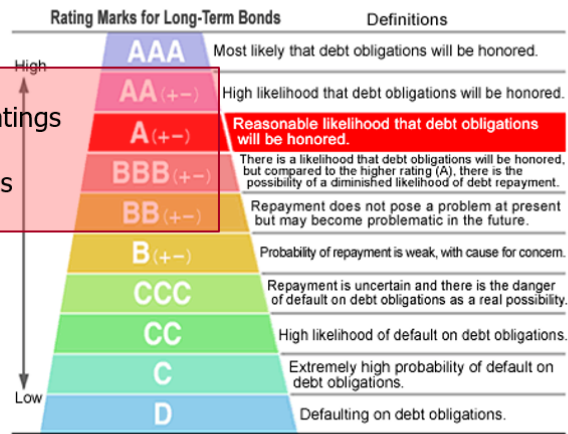 Rating Marks for Long-Term Bonds
Definitions
High
AAA
Most likely that debt obligations will be honored.
AA (+−)
High likelihood that debt obligations will be honored.
A (+−)
Reasonable likelihood that debt obligations
will be honored.
BBB (+−)
There is a likelihood that debt obligations will be honored,
but compared to the higher rating (A), there is the
possibility of a diminished likelihood of debt repayment.
BB (+−)
Repayment does not pose a problem at present
but may become problematic in the future.
B (+−)
Probability of repayment is weak, with cause for concern.
CCC
Repayment is uncertain and there is the danger
of default on debt obligations as a real possibility.
CC
High likelihood of default on debt obligations.
C
Extremely high probability of default on
debt obligations.
Low
D
Defaulting on debt obligations.